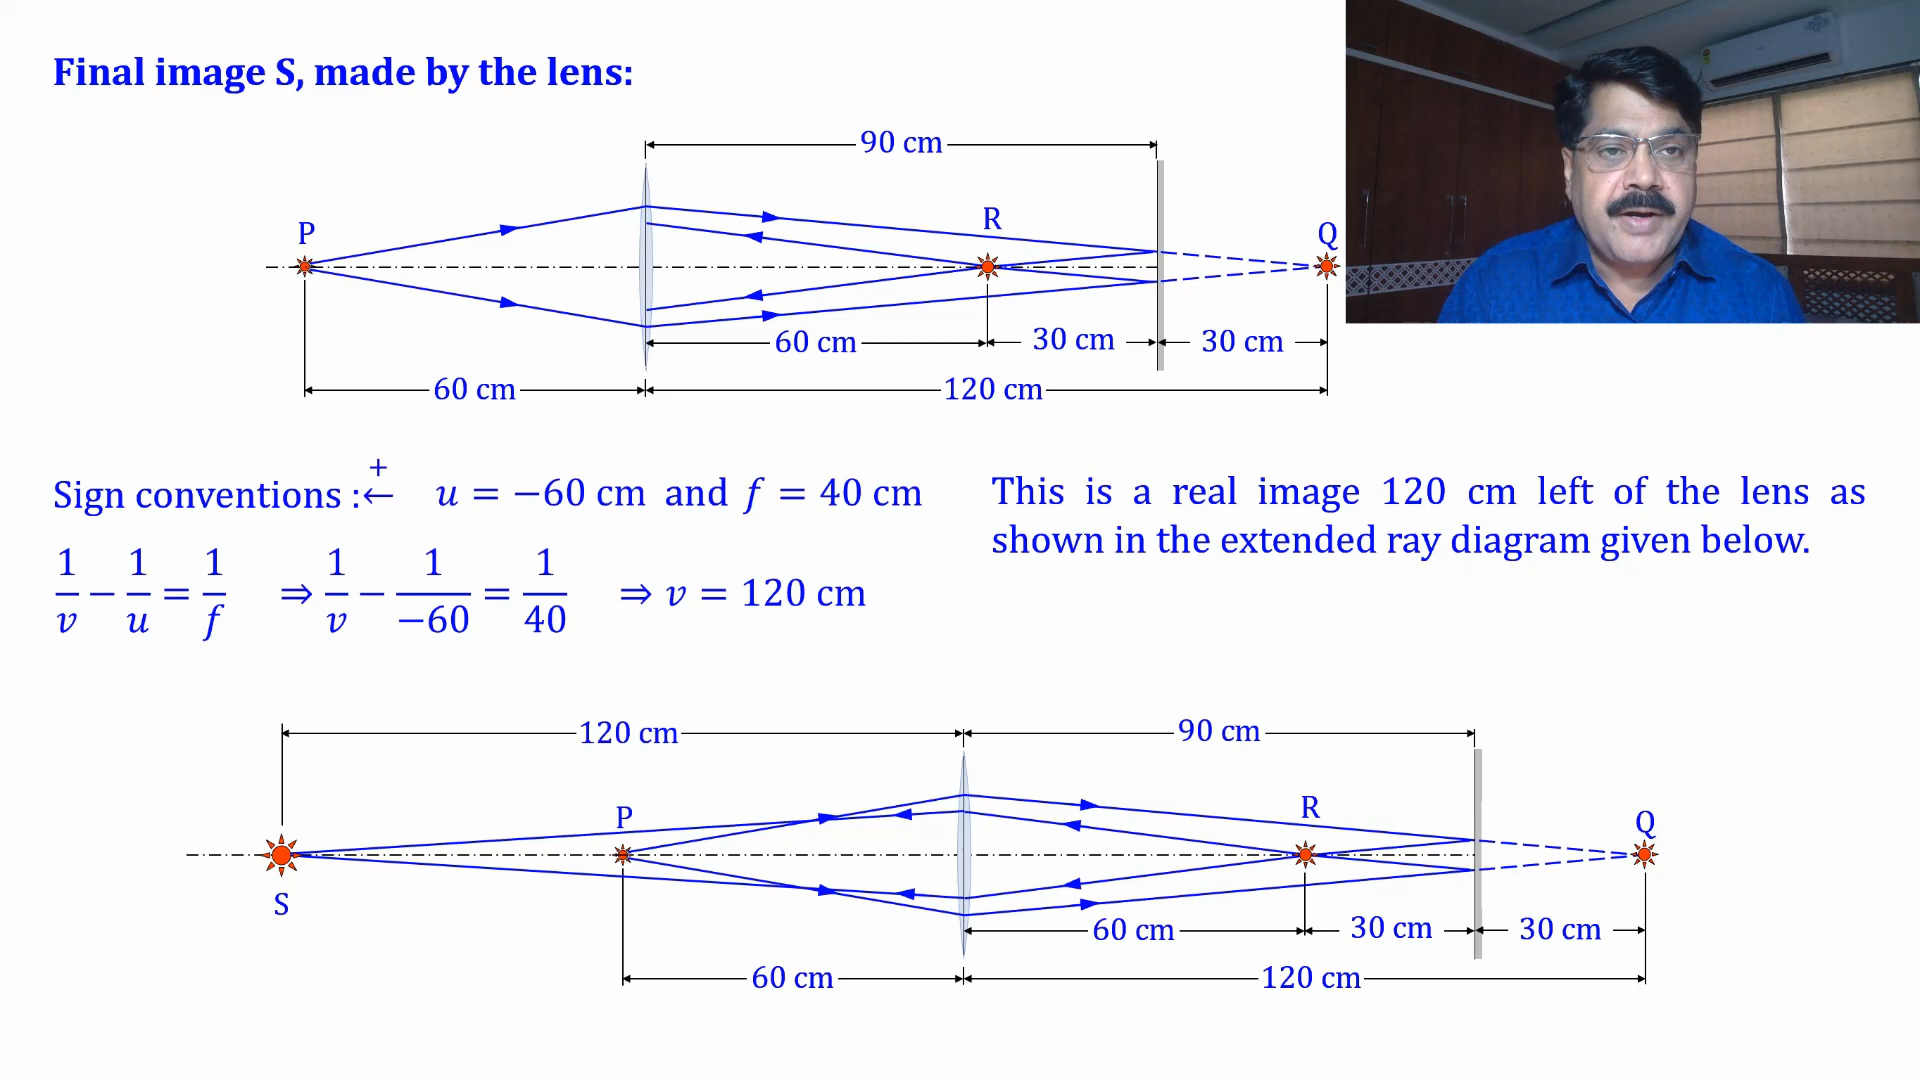 Final image S, made by the lens:
90 cm
P
R
Q
60 cm
30 cm
30 cm
60 cm
120 cm
Sign conventions : +← u = −60 cm and f = 40 cm
1/v − 1/u = 1/f ⇒ 1/v − 1/−60 = 1/40 ⇒ v = 120 cm
This is a real image 120 cm left of the lens as
shown in the extended ray diagram given below.
120 cm
90 cm
P
R
Q
S
60 cm
30 cm
30 cm
60 cm
120 cm